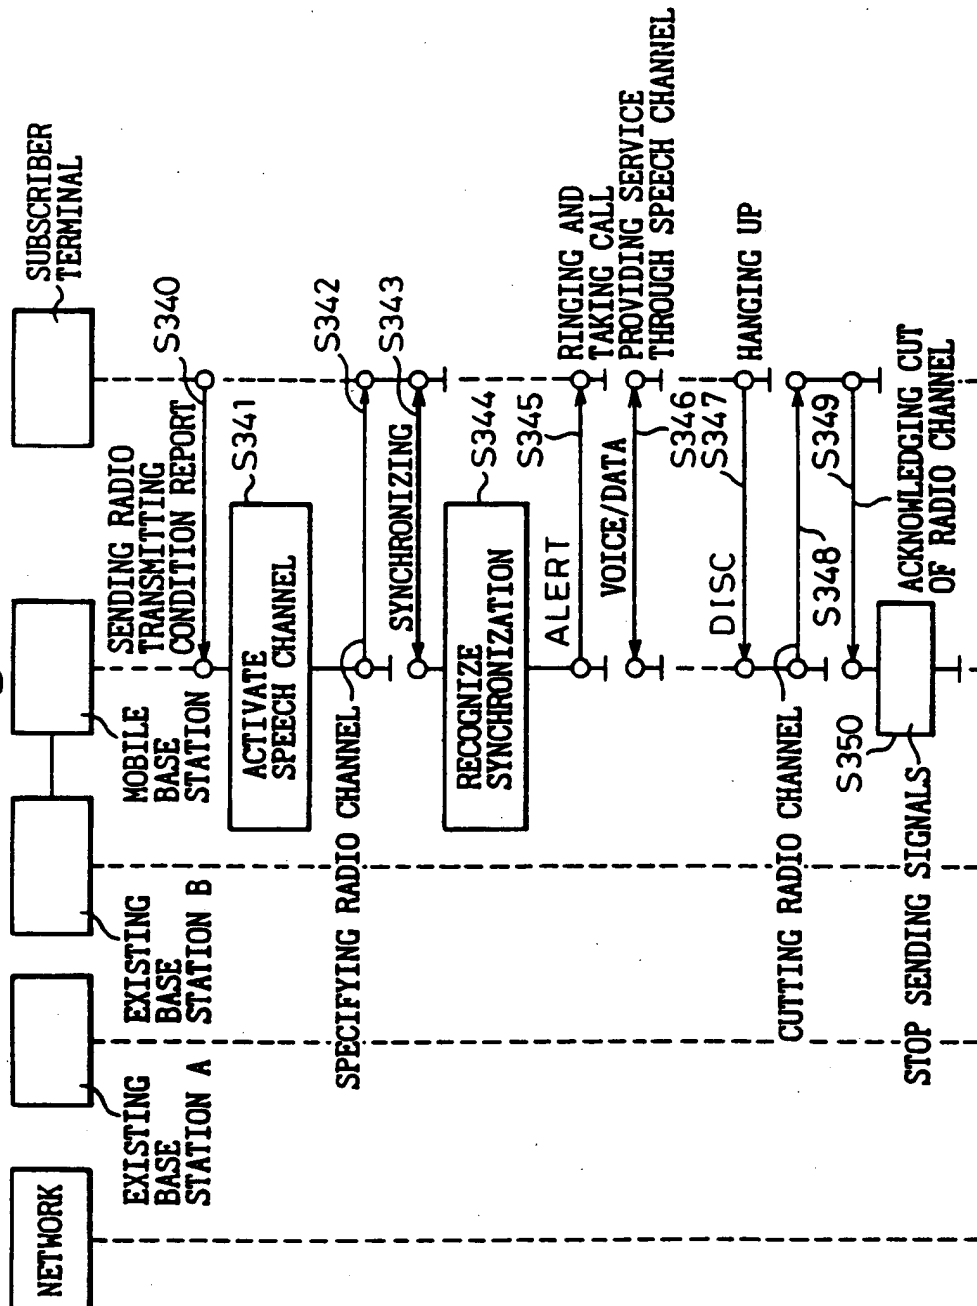 NETWORK
EXISTING
BASE
STATION A
EXISTING
BASE
STATION B
MOBILE
BASE
STATION
SUBSCRIBER
TERMINAL
SENDING RADIO
TRANSMITTING
CONDITION REPORT
S340
ACTIVATE
SPEECH CHANNEL
S341
SPECIFYING RADIO CHANNEL
S342
SYNCHRONIZING
S343
RECOGNIZE
SYNCHRONIZATION
S344
ALERT
S345
RINGING AND
TAKING CALL
VOICE/DATA
S346
PROVIDING SERVICE
THROUGH SPEECH CHANNEL
DISC
S347
HANGING UP
CUTTING RADIO CHANNEL
S348
S349
ACKNOWLEDGING CUT
OF RADIO CHANNEL
S350
STOP SENDING SIGNALS